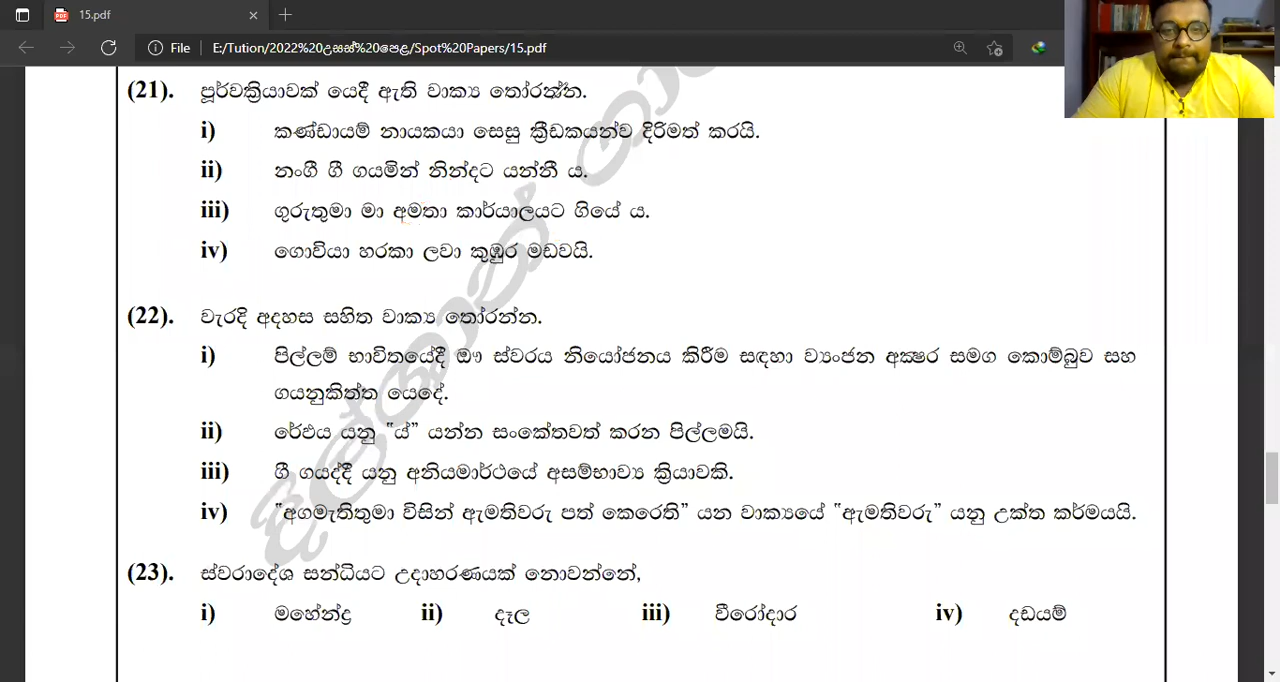 15.pdf
File E:/Tution/2022%20උසස්%20පෙළ/Spot%20Papers/15.pdf
(21). පූර්වක්‍රියාවක් යෙදී ඇති වාක්‍ය තෝරන්න.
i) කණ්ඩායම් නායකයා සෙසු ක්‍රීඩකයන්ව දිරිමත් කරයි.
ii) නංගී ගී ගයමින් නින්දට යන්නී ය.
iii) ගුරුතුමා මා අමතා කාර්යාලයට ගියේ ය.
iv) ගොවියා හරකා ලවා කුඹුර මඩවයි.
(22). වැරදි අදහස සහිත වාක්‍ය තෝරන්න.
i) පිල්ලම් භාවිතයේදී ඖ ස්වරය නියෝජනය කිරීම සඳහා ව්‍යංජන අක්‍ෂර සමග කොම්බුව සහ
ගයනුකිත්ත යෙදේ.
ii) රේඵය යනු "ය්" යන්න සංකේතවත් කරන පිල්ලමයි.
iii) ගී ගයද්දී යනු අනියමාර්ථයේ අසම්භාව්‍ය ක්‍රියාවකි.
iv) "අගමැතිතුමා විසින් ඇමතිවරු පත් කෙරෙති" යන වාක්‍යයේ "ඇමතිවරු" යනු උක්ත කර්මයයි.
(23). ස්වරාදේශ සන්ධියට උදාහරණයක් නොවන්නේ,
i) මහේන්ද්‍ර ii) දෑල iii) වීරෝදාර iv) දඩයම්